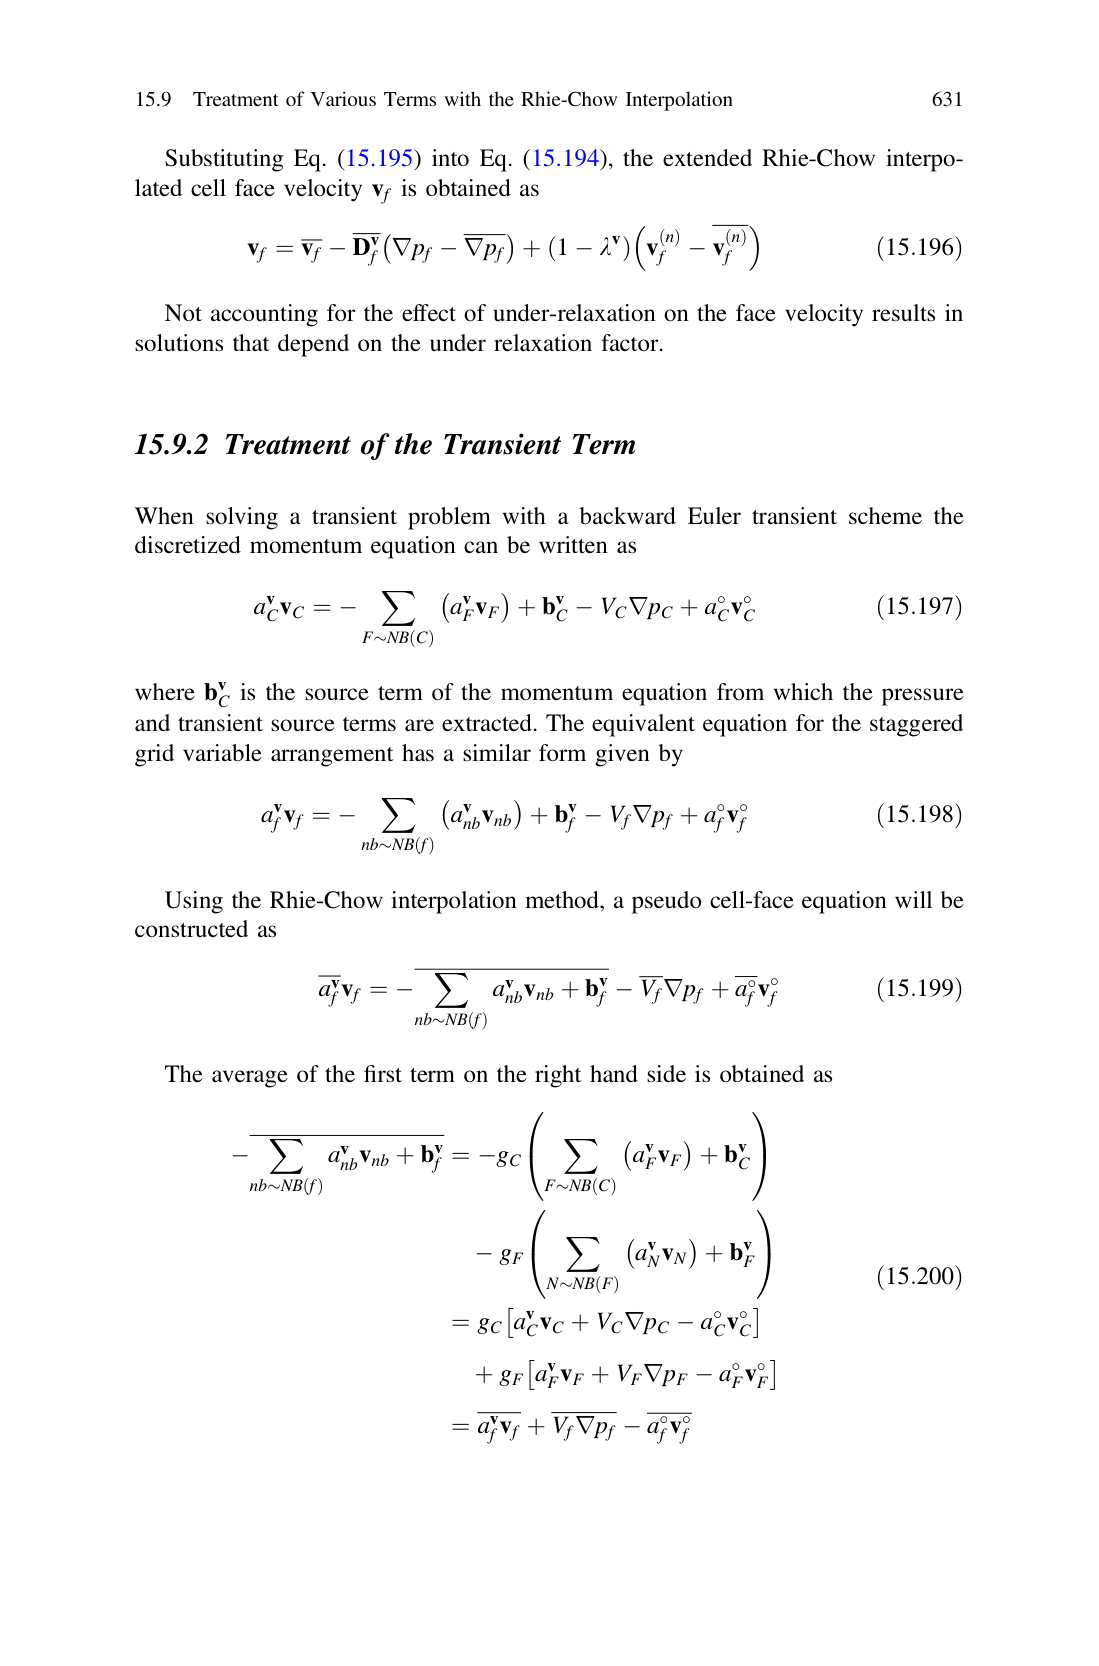 15.9 Treatment of Various Terms with the Rhie-Chow Interpolation 631
Substituting Eq. (15.195) into Eq. (15.194), the extended Rhie-Chow interpo-
lated cell face velocity $\mathbf{v}_f$ is obtained as
$\mathbf{v}_f = \overline{\mathbf{v}_f} - \overline{\mathbf{D}_f^{\mathbf{v}}}\left(\nabla p_f - \overline{\nabla p_f}\right) + (1 - \lambda^{\mathbf{v}})\left(\mathbf{v}_f^{(n)} - \overline{\mathbf{v}_f^{(n)}}\right)$ (15.196)
Not accounting for the effect of under-relaxation on the face velocity results in
solutions that depend on the under relaxation factor.
15.9.2 Treatment of the Transient Term
When solving a transient problem with a backward Euler transient scheme the
discretized momentum equation can be written as
$a_C^{\mathbf{v}}\mathbf{v}_C = -\sum_{F\sim NB(C)}\left(a_F^{\mathbf{v}}\mathbf{v}_F\right) + \mathbf{b}_C^{\mathbf{v}} - V_C\nabla p_C + a_C^{\circ}\mathbf{v}_C^{\circ}$ (15.197)
where $\mathbf{b}_C^{\mathbf{v}}$ is the source term of the momentum equation from which the pressure
and transient source terms are extracted. The equivalent equation for the staggered
grid variable arrangement has a similar form given by
$a_f^{\mathbf{v}}\mathbf{v}_f = -\sum_{nb\sim NB(f)}\left(a_{nb}^{\mathbf{v}}\mathbf{v}_{nb}\right) + \mathbf{b}_f^{\mathbf{v}} - V_f\nabla p_f + a_f^{\circ}\mathbf{v}_f^{\circ}$ (15.198)
Using the Rhie-Chow interpolation method, a pseudo cell-face equation will be
constructed as
$\overline{a_f^{\mathbf{v}}}\mathbf{v}_f = -\overline{\sum_{nb\sim NB(f)} a_{nb}^{\mathbf{v}}\mathbf{v}_{nb} + \mathbf{b}_f^{\mathbf{v}}} - \overline{V_f}\nabla p_f + \overline{a_f^{\circ}}\mathbf{v}_f^{\circ}$ (15.199)
The average of the first term on the right hand side is obtained as
$-\overline{\sum_{nb\sim NB(f)} a_{nb}^{\mathbf{v}}\mathbf{v}_{nb} + \mathbf{b}_f^{\mathbf{v}}} = -g_C\left(\sum_{F\sim NB(C)}\left(a_F^{\mathbf{v}}\mathbf{v}_F\right) + \mathbf{b}_C^{\mathbf{v}}\right)$
$- g_F\left(\sum_{N\sim NB(F)}\left(a_N^{\mathbf{v}}\mathbf{v}_N\right) + \mathbf{b}_F^{\mathbf{v}}\right)$ (15.200)
$= g_C\left[a_C^{\mathbf{v}}\mathbf{v}_C + V_C\nabla p_C - a_C^{\circ}\mathbf{v}_C^{\circ}\right]$
$+ g_F\left[a_F^{\mathbf{v}}\mathbf{v}_F + V_F\nabla p_F - a_F^{\circ}\mathbf{v}_F^{\circ}\right]$
$= \overline{a_f^{\mathbf{v}}\mathbf{v}_f} + \overline{V_f\nabla p_f} - \overline{a_f^{\circ}\mathbf{v}_f^{\circ}}$